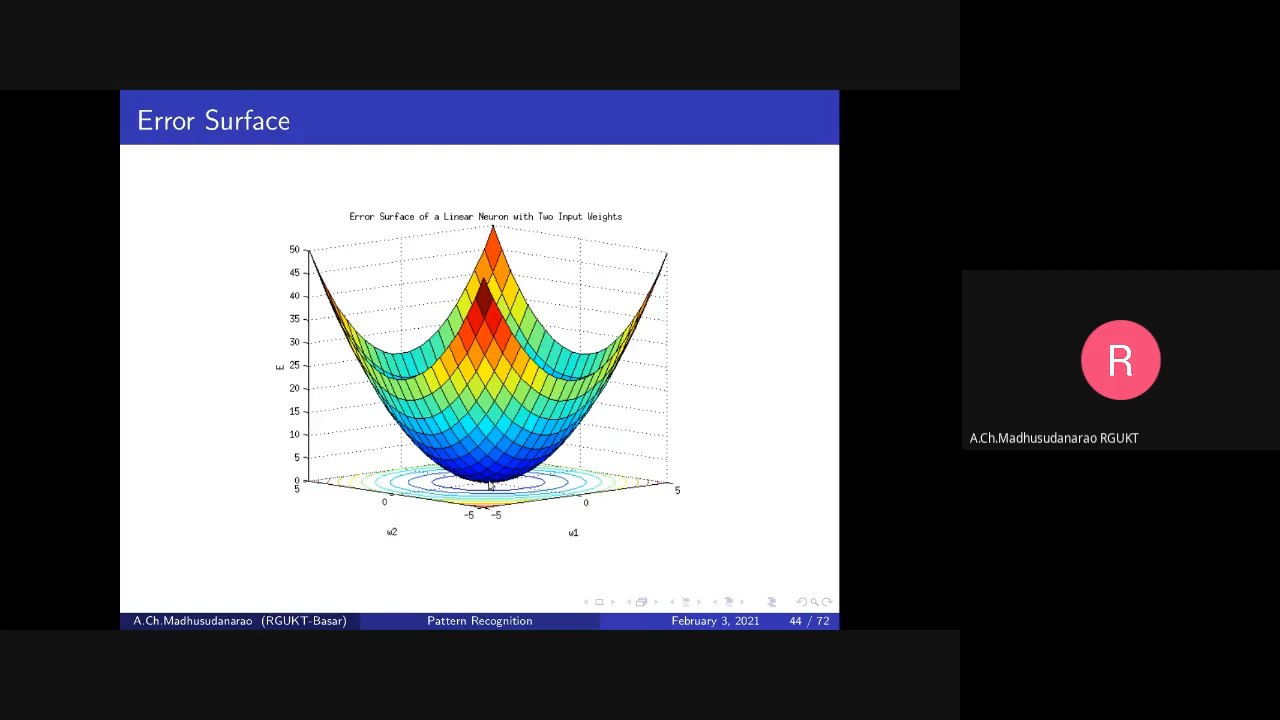 Error Surface
Error Surface of a Linear Neuron with Two Input Weights
50
45
40
35
30
E
25
20
15
10
5
0
5
0
-5
-5
0
5
w2
w1
A.Ch.Madhusudanarao (RGUKT-Basar)
Pattern Recognition
February 3, 2021
44 / 72
R
A.Ch.Madhusudanarao RGUKT